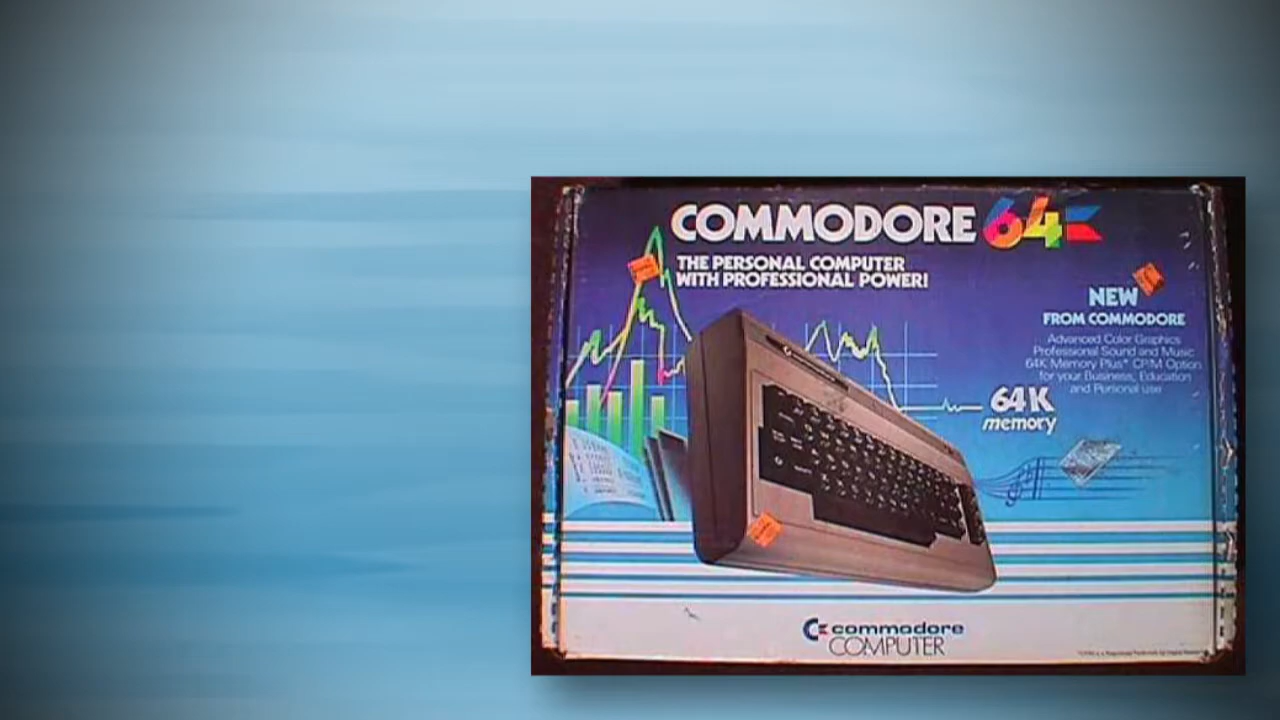 COMMODORE 64
THE PERSONAL COMPUTER
WITH PROFESSIONAL POWER!
NEW
FROM COMMODORE
Advanced Color Graphics
Professional Sound and Music
64K Memory Plus* CP/M Option
for your Business, Education
and Personal use
64K
memory
commodore
COMPUTER